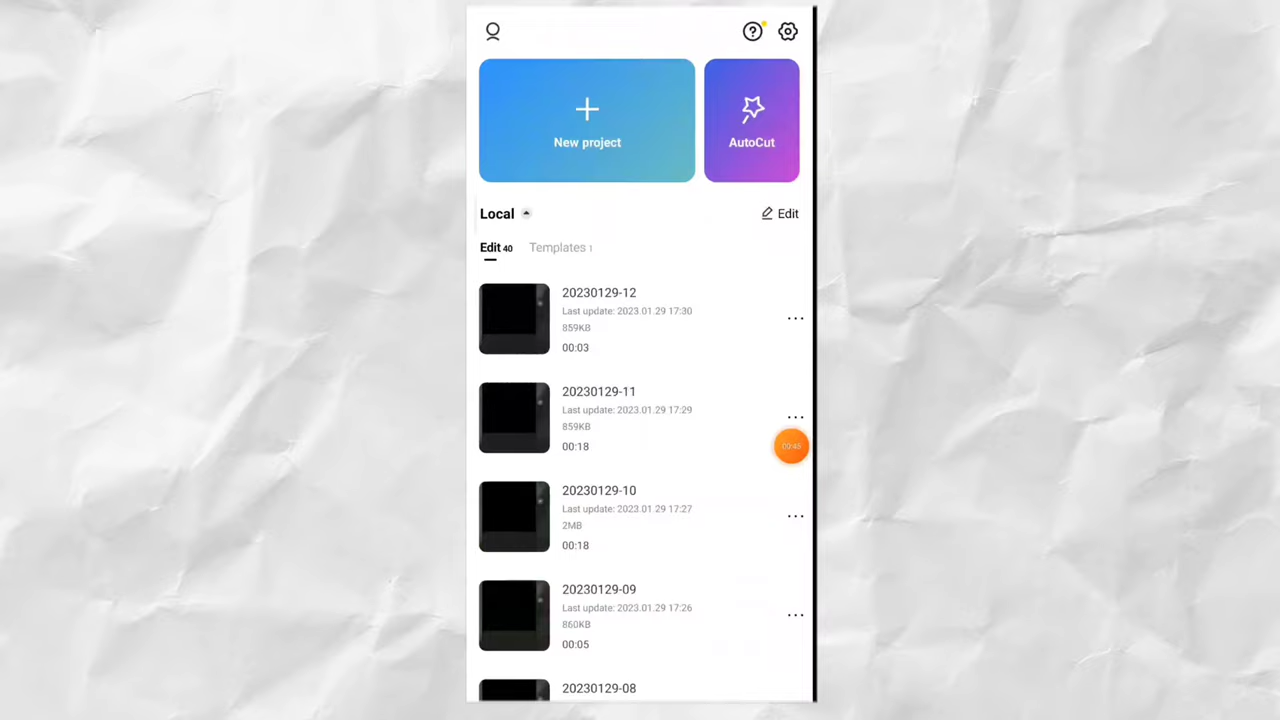 New project
AutoCut
Local
Edit
Edit 40
Templates 1
20230129-12
Last update: 2023.01.29 17:30
859KB
00:03
20230129-11
Last update: 2023.01.29 17:29
859KB
00:18
20230129-10
Last update: 2023.01.29 17:27
2MB
00:18
20230129-09
Last update: 2023.01.29 17:26
860KB
00:05
20230129-08